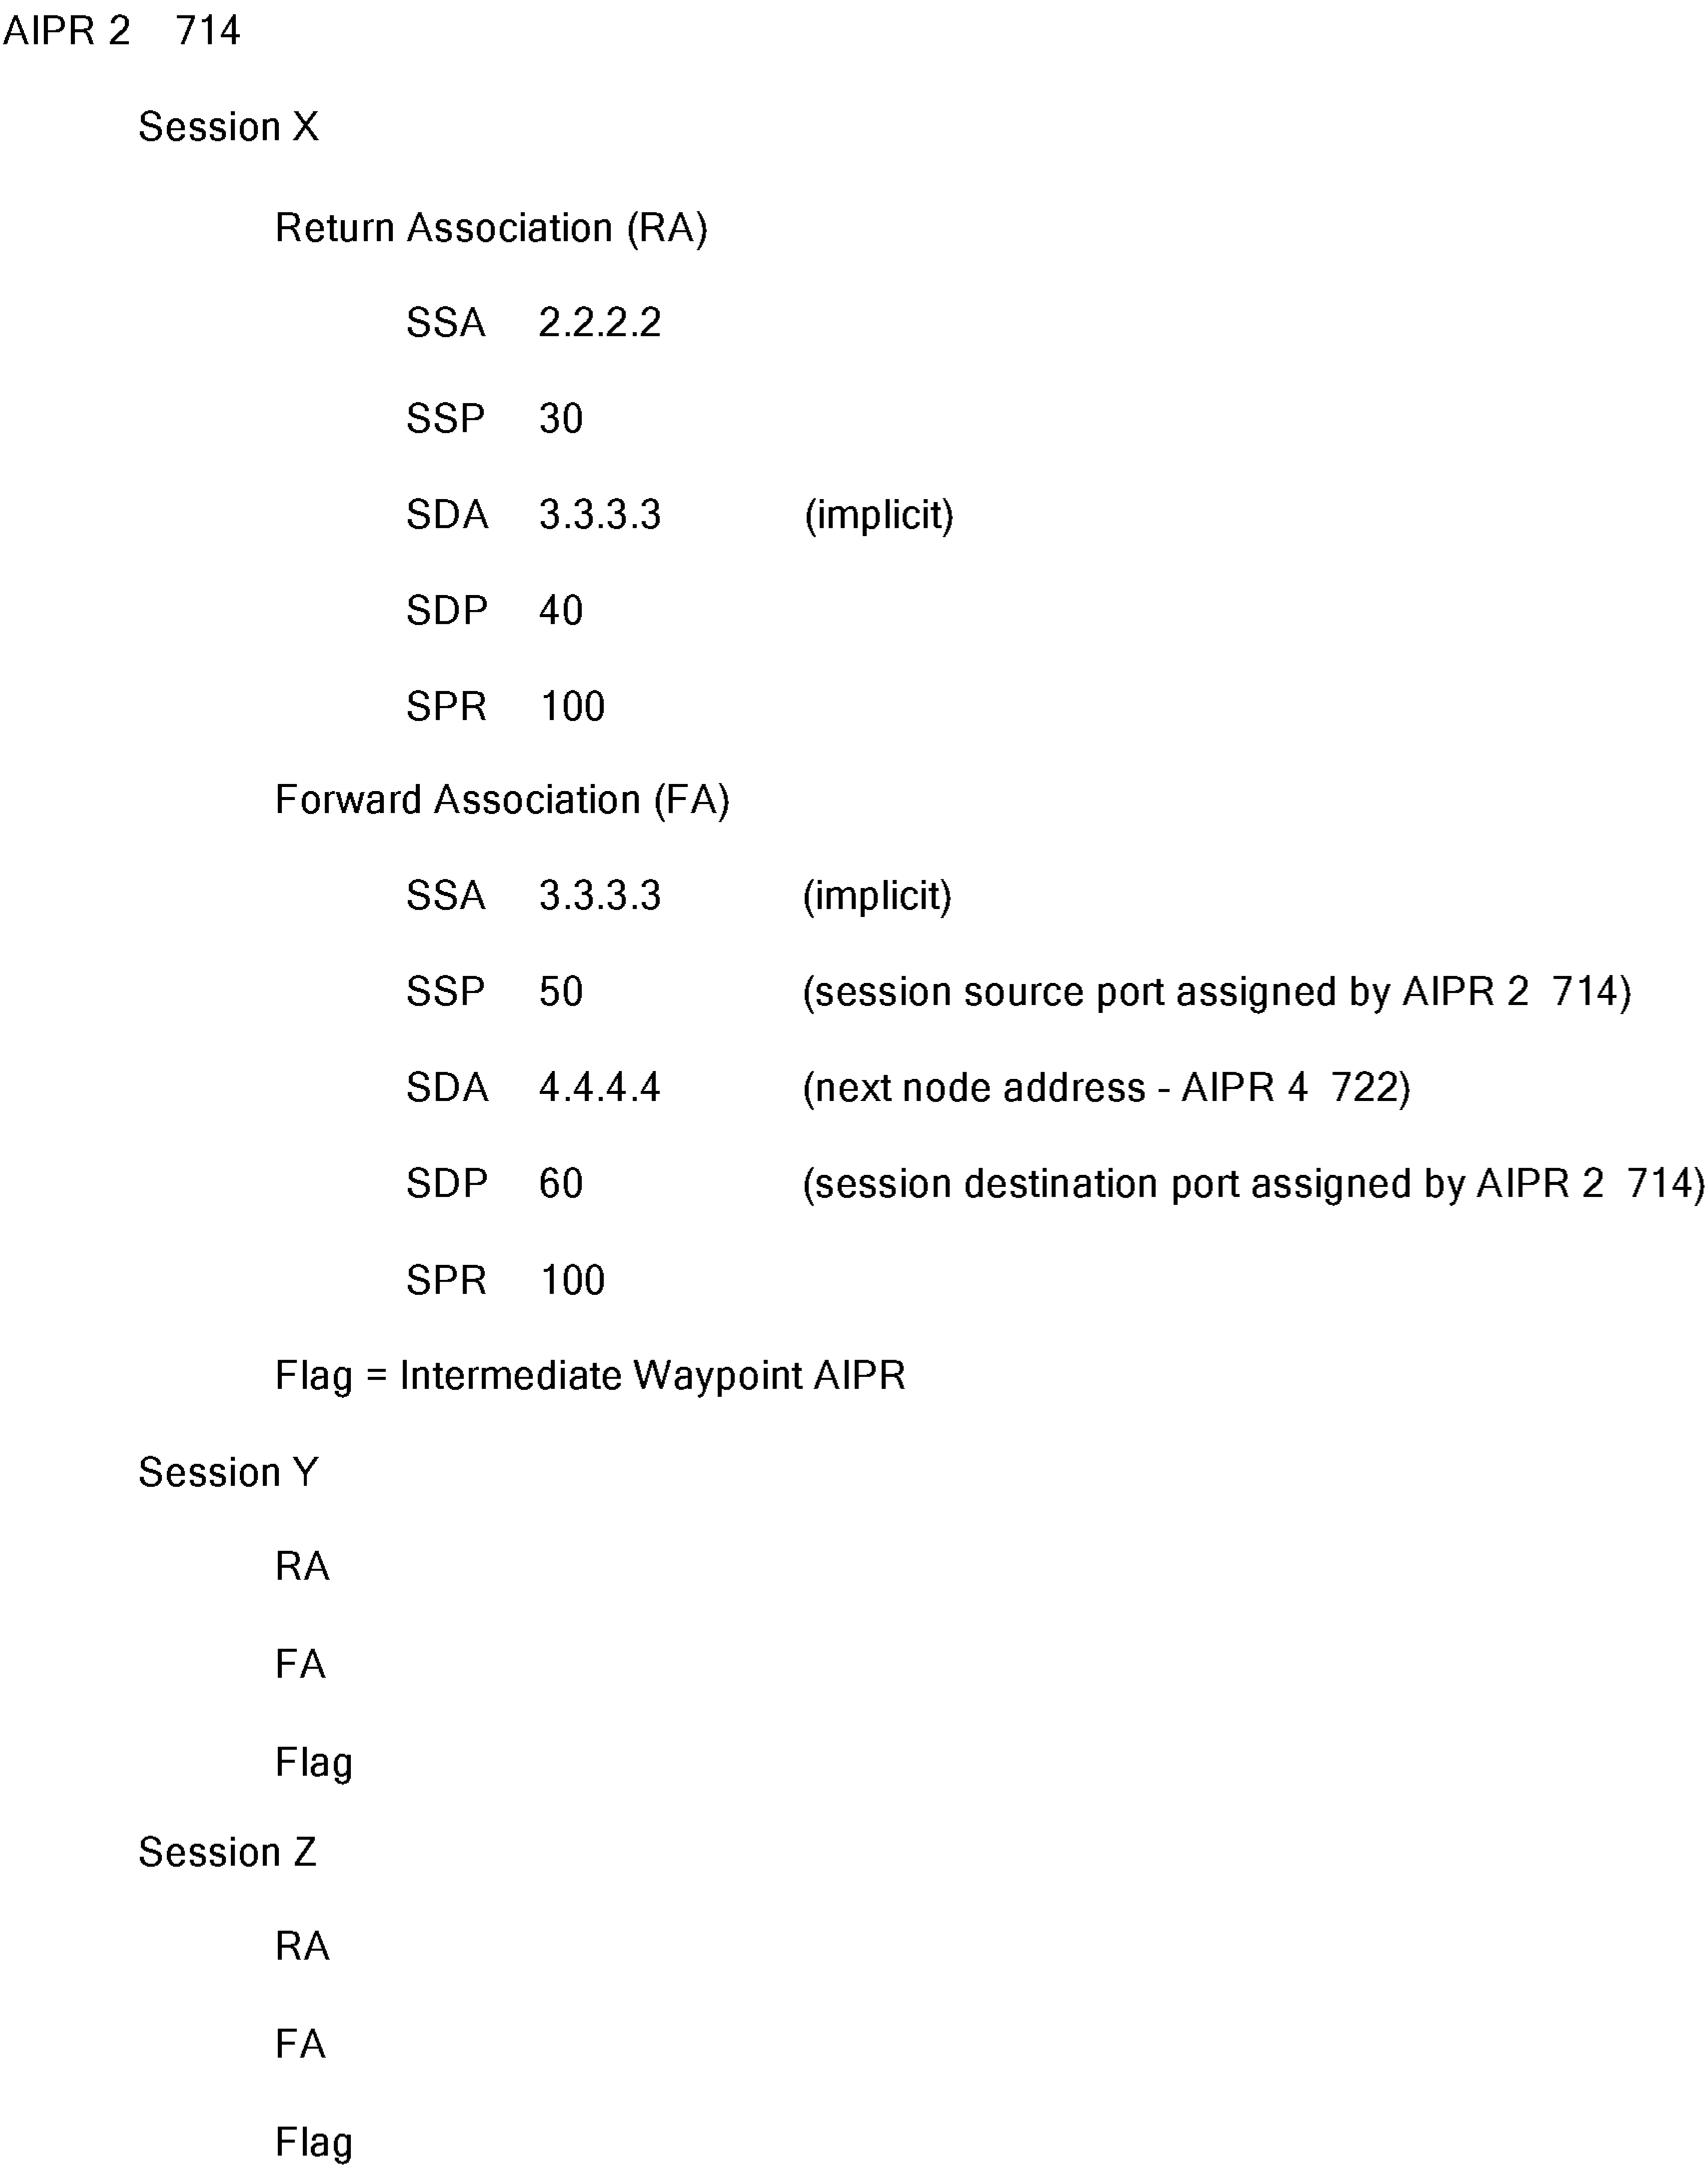 AIPR 2 714
Session X
Return Association (RA)
SSA 2.2.2.2
SSP 30
SDA 3.3.3.3 (implicit)
SDP 40
SPR 100
Forward Association (FA)
SSA 3.3.3.3 (implicit)
SSP 50 (session source port assigned by AIPR 2 714)
SDA 4.4.4.4 (next node address - AIPR 4 722)
SDP 60 (session destination port assigned by AIPR 2 714)
SPR 100
Flag = Intermediate Waypoint AIPR
Session Y
RA
FA
Flag
Session Z
RA
FA
Flag